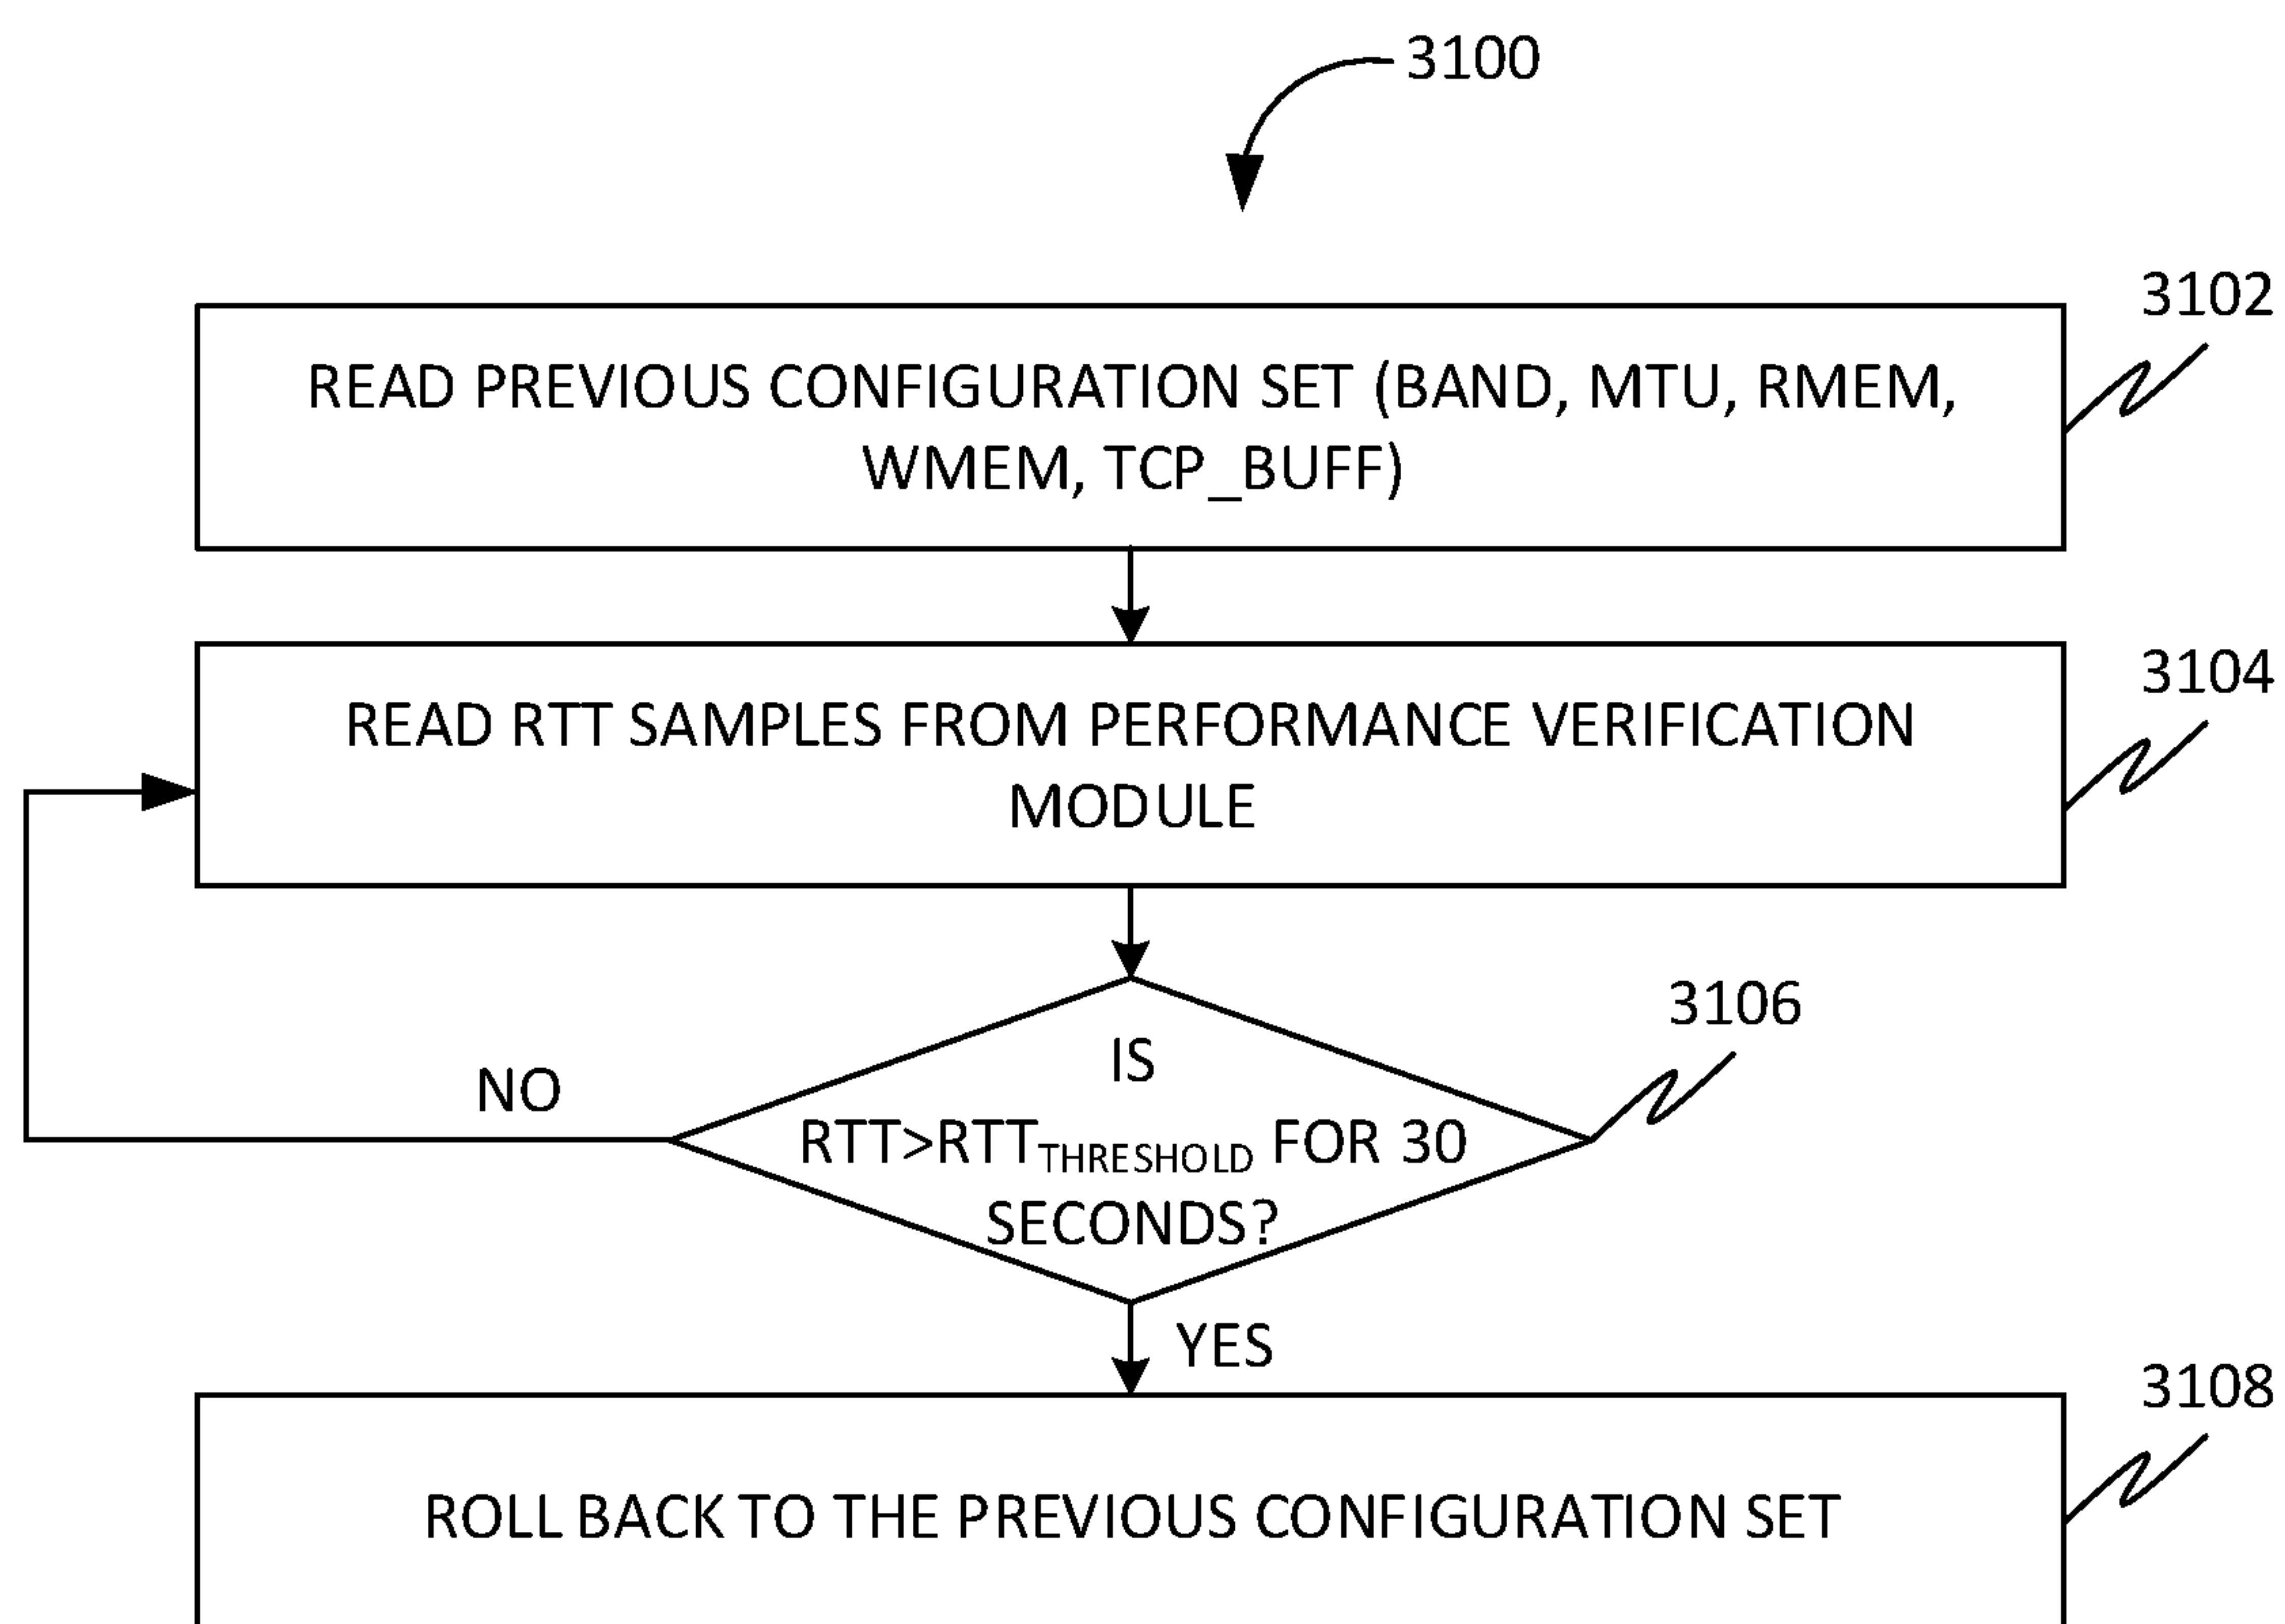 3100
3102
READ PREVIOUS CONFIGURATION SET (BAND, MTU, RMEM,
WMEM, TCP_BUFF)
3104
READ RTT SAMPLES FROM PERFORMANCE VERIFICATION
MODULE
3106
IS
RTT>RTTTHRESHOLD FOR 30
SECONDS?
NO
YES
3108
ROLL BACK TO THE PREVIOUS CONFIGURATION SET